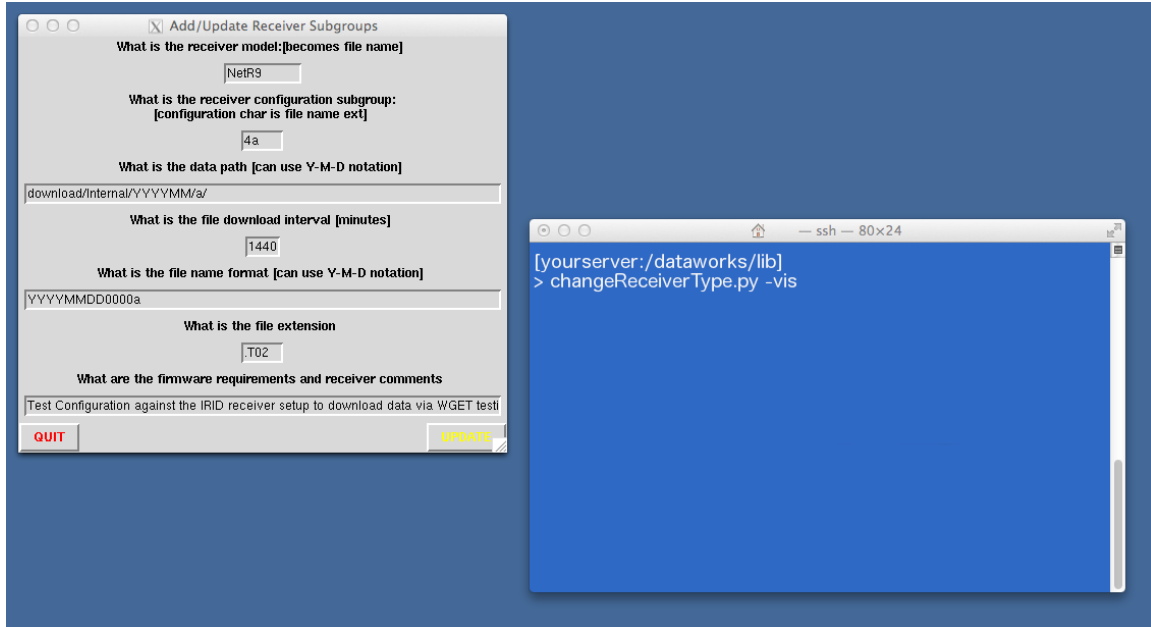 Add/Update Receiver Subgroups
What is the receiver model:[becomes file name]
NetR9
What is the receiver configuration subgroup:
[configuration char is file name ext]
4a
What is the data path [can use Y-M-D notation]
download/Internal/YYYYMM/a/
What is the file download interval [minutes]
1440
What is the file name format [can use Y-M-D notation]
YYYYMMDD0000a
What is the file extension
.T02
What are the firmware requirements and receiver comments
Test Configuration against the IRID receiver setup to download data via WGET testi
QUIT
UPDATE
— ssh — 80×24
[yourserver:/dataworks/lib]
> changeReceiverType.py -vis